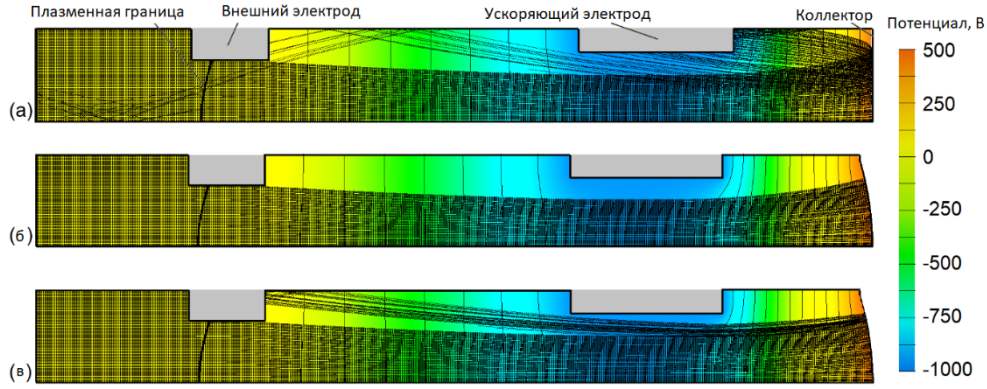 Плазменная граница
Внешний электрод
Ускоряющий электрод
Коллектор
Потенциал, В
500
250
0
-250
-500
-750
-1000
(а)
(б)
(в)